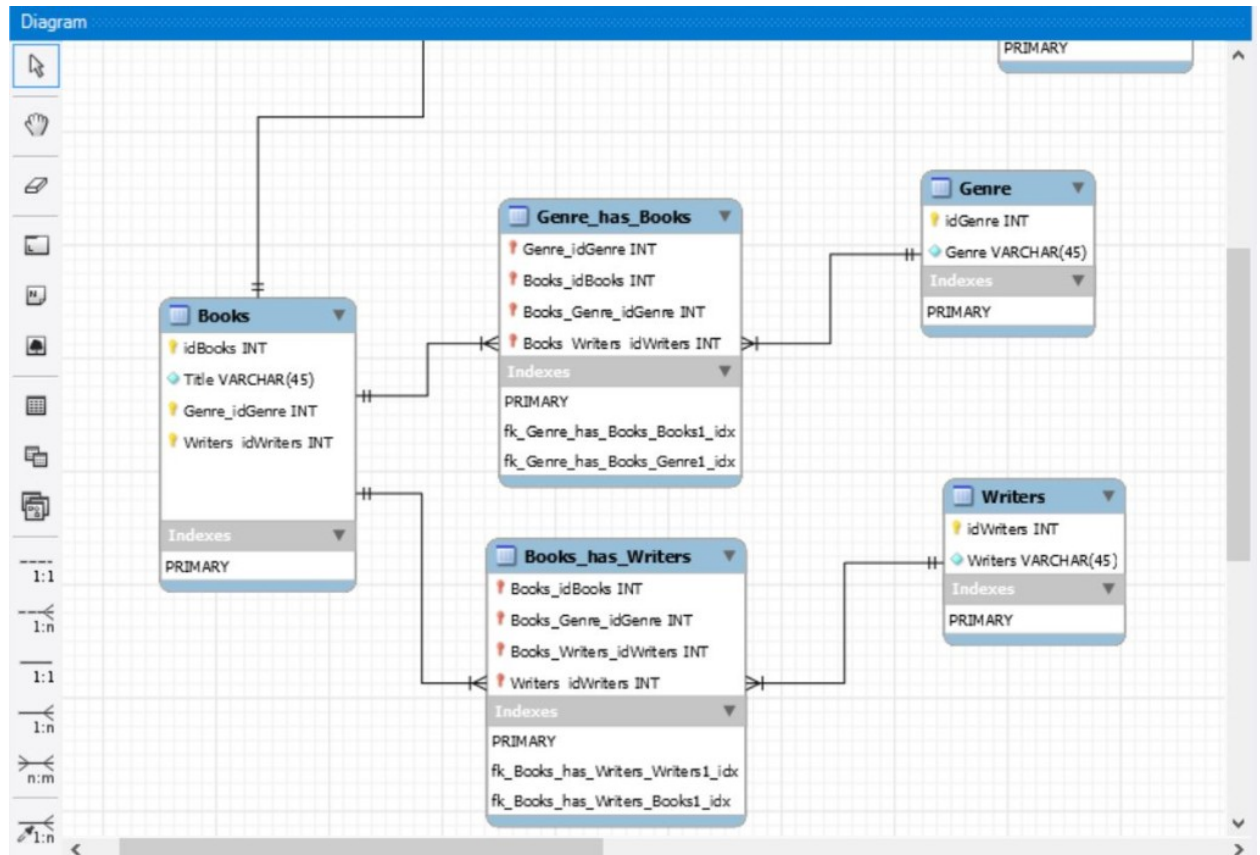 Diagram
PRIMARY
Genre
idGenre INT
Genre VARCHAR(45)
Indexes
PRIMARY
Genre_has_Books
Genre_idGenre INT
Books_idBooks INT
Books_Genre_idGenre INT
Books_Writers_idWriters INT
Indexes
PRIMARY
fk_Genre_has_Books_Books1_idx
fk_Genre_has_Books_Genre1_idx
Books
idBooks INT
Title VARCHAR(45)
Genre_idGenre INT
Writers_idWriters INT
Indexes
PRIMARY
Writers
idWriters INT
Writers VARCHAR(45)
Indexes
PRIMARY
Books_has_Writers
Books_idBooks INT
Books_Genre_idGenre INT
Books_Writers_idWriters INT
Writers_idWriters INT
Indexes
PRIMARY
fk_Books_has_Writers_Writers1_idx
fk_Books_has_Writers_Books1_idx
1:1
1:n
1:1
1:n
n:m
1:n